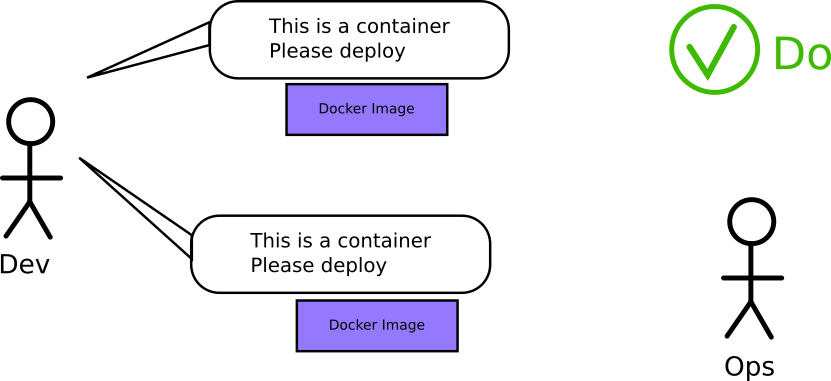 This is a container
Please deploy
Docker Image
Do
Dev
This is a container
Please deploy
Docker Image
Ops